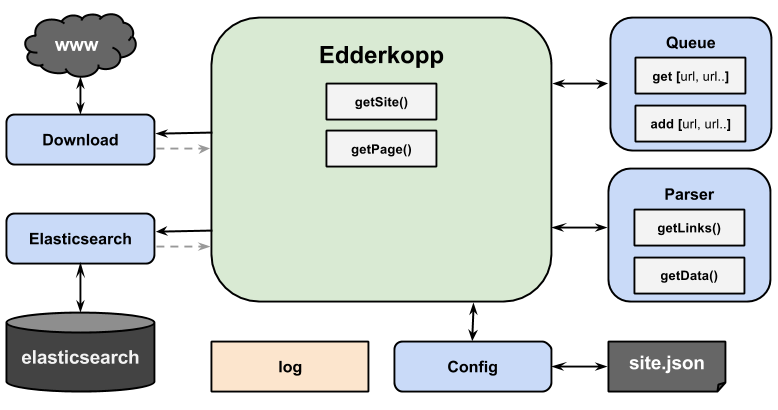 www
Download
Elasticsearch
elasticsearch
Edderkopp
getSite()
getPage()
log
Config
site.json
Queue
get [url, url..]
add [url, url..]
Parser
getLinks()
getData()